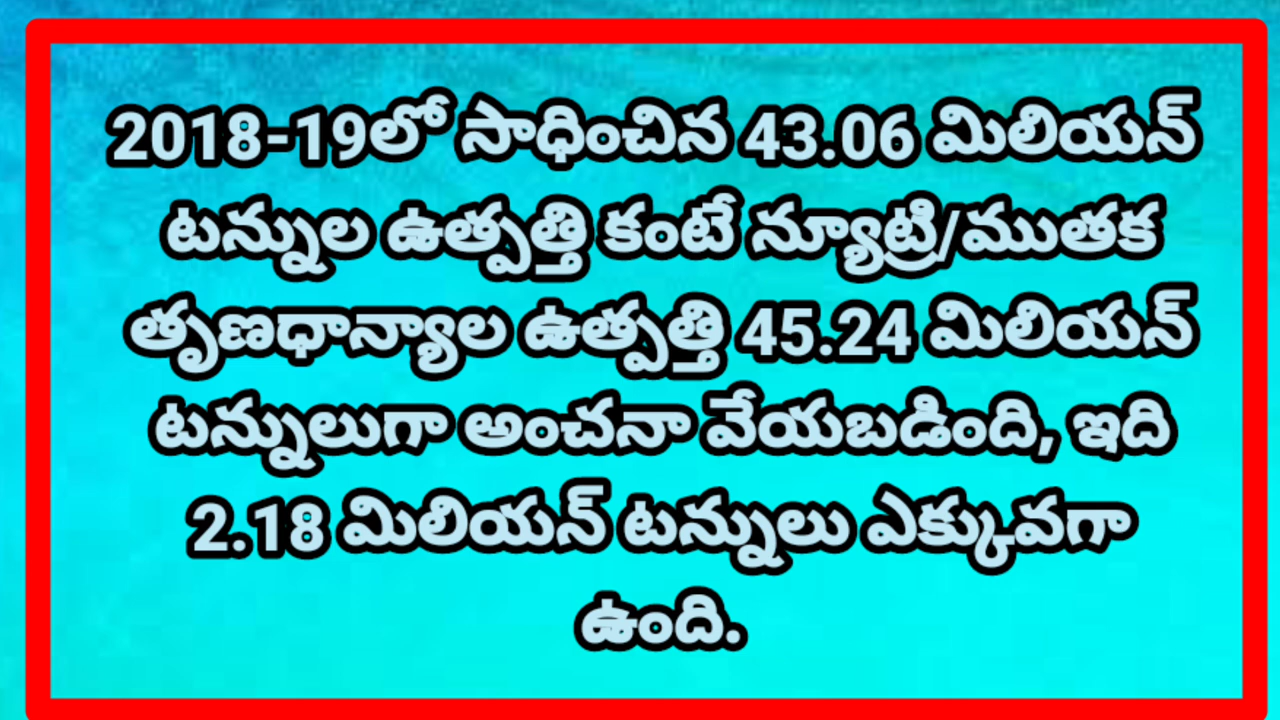 2018-19లో సాధించిన 43.06 మిలియన్
టన్నుల ఉత్పత్తి కంటే న్యూట్రి/ముతక
తృణధాన్యాల ఉత్పత్తి 45.24 మిలియన్
టన్నులుగా అంచనా వేయబడింది, ఇది
2.18 మిలియన్ టన్నులు ఎక్కువగా
ఉంది.